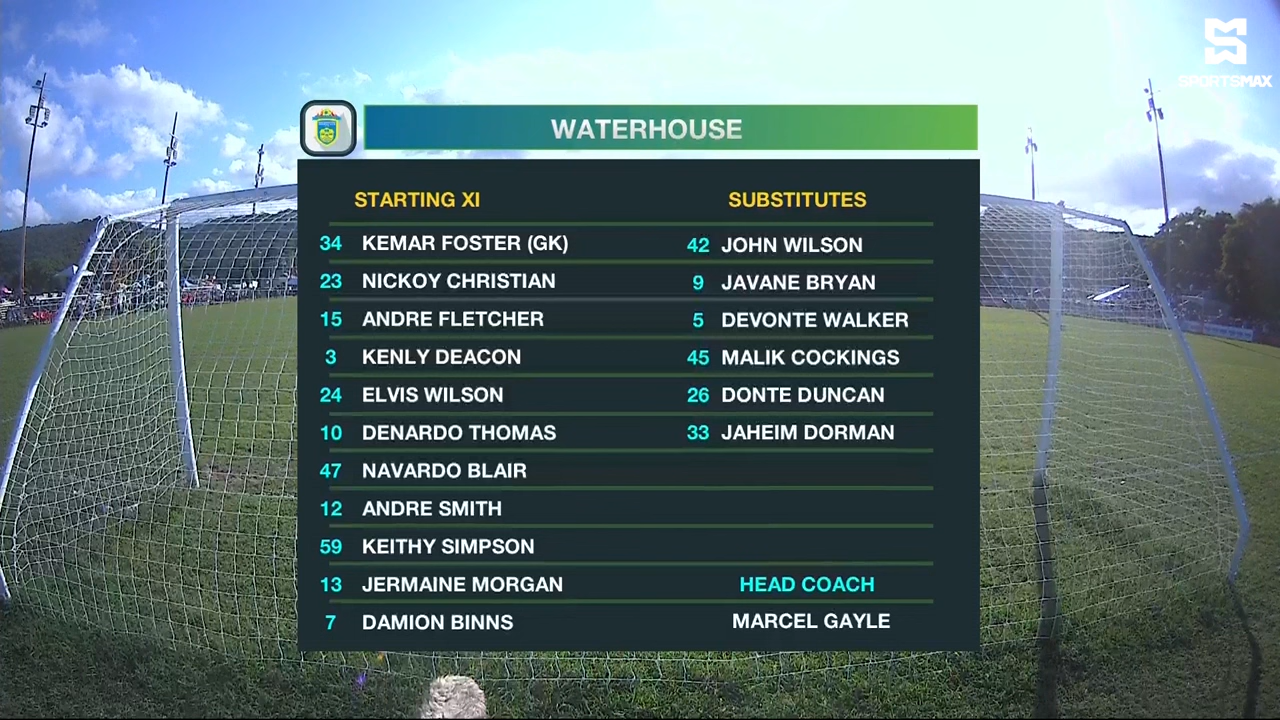 SPORTSMAX
WATERHOUSE
STARTING XI
34 KEMAR FOSTER (GK)
23 NICKOY CHRISTIAN
15 ANDRE FLETCHER
3 KENLY DEACON
24 ELVIS WILSON
10 DENARDO THOMAS
47 NAVARDO BLAIR
12 ANDRE SMITH
59 KEITHY SIMPSON
13 JERMAINE MORGAN
7 DAMION BINNS
SUBSTITUTES
42 JOHN WILSON
9 JAVANE BRYAN
5 DEVONTE WALKER
45 MALIK COCKINGS
26 DONTE DUNCAN
33 JAHEIM DORMAN
HEAD COACH
MARCEL GAYLE